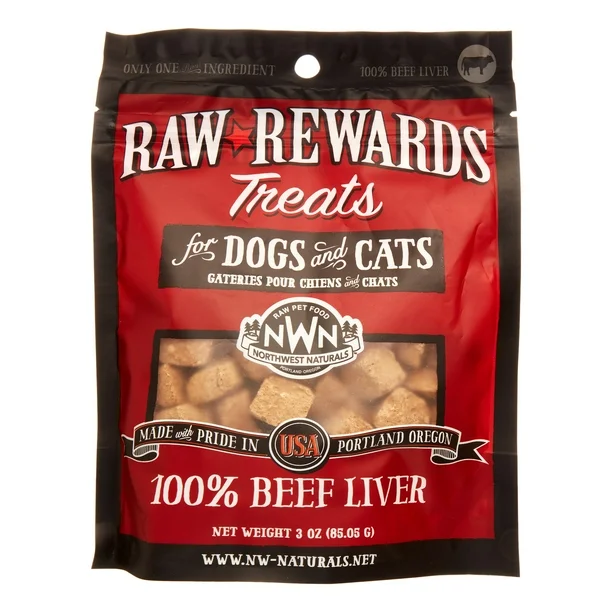 ONLY ONE INGREDIENT
100% BEEF LIVER
RAW REWARDS
Treats
for DOGS and CATS
GATERIES POUR CHIENS and CHATS
RAW PET FOOD
NWN
NORTHWEST NATURALS
PORTLAND OREGON
MADE with PRIDE IN USA PORTLAND OREGON
100% BEEF LIVER
NET WEIGHT 3 OZ (85.05 G)
WWW.NW-NATURALS.NET